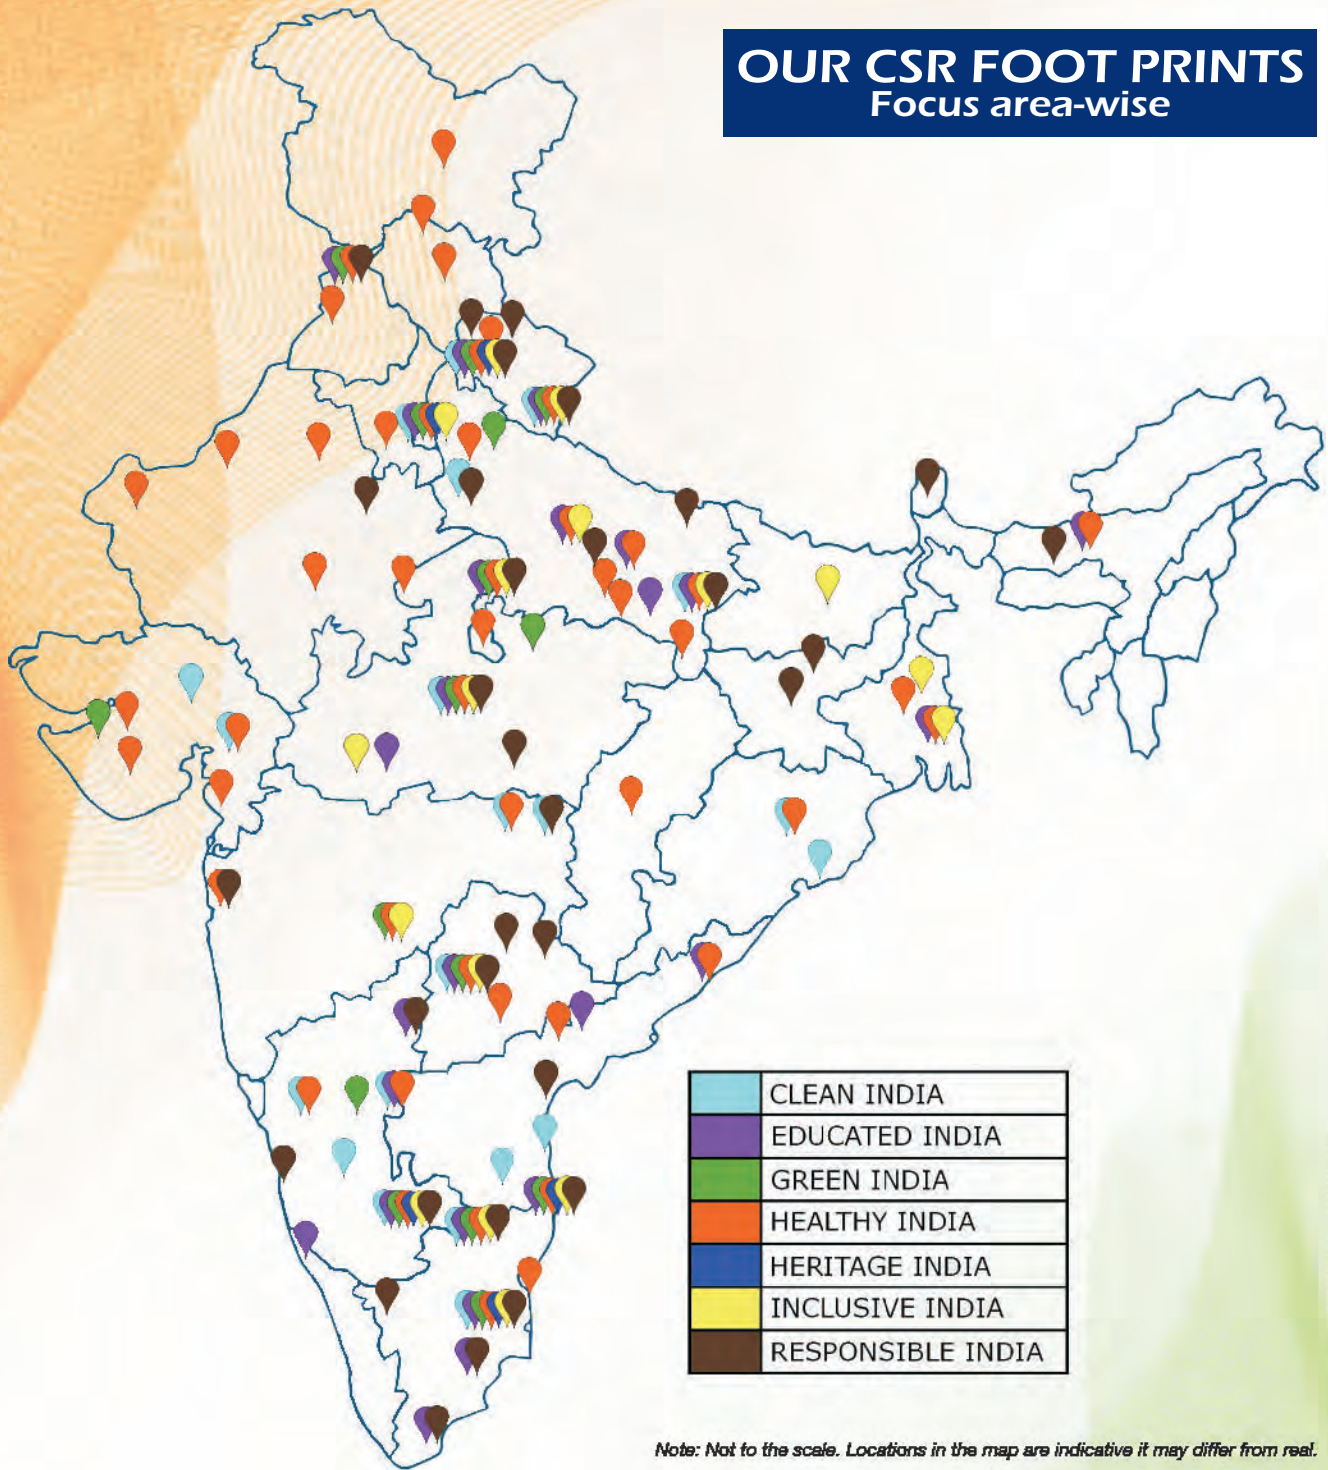 OUR CSR FOOT PRINTS
Focus area-wise
CLEAN INDIA
EDUCATED INDIA
GREEN INDIA
HEALTHY INDIA
HERITAGE INDIA
INCLUSIVE INDIA
RESPONSIBLE INDIA
Note: Not to the scale. Locations in the map are indicative it may differ from real.